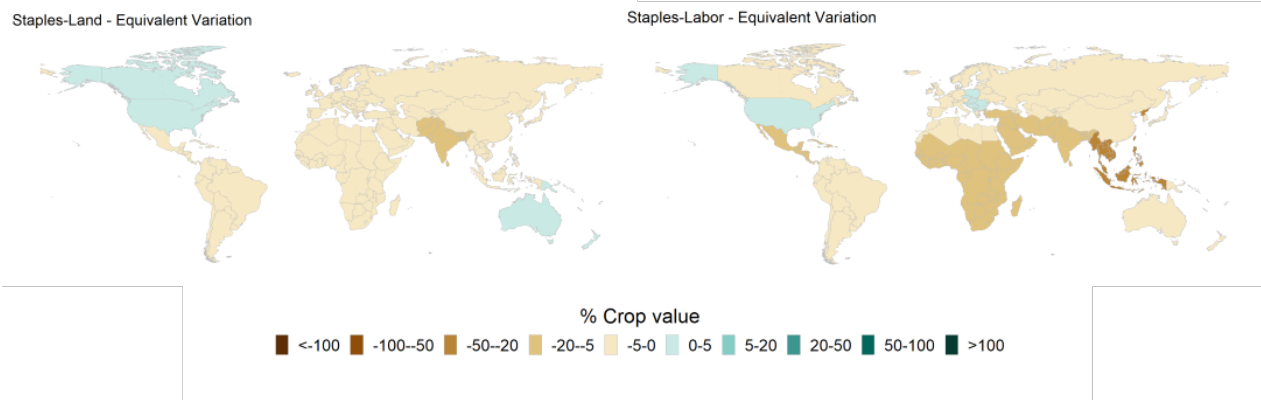 Staples-Land - Equivalent Variation
Staples-Labor - Equivalent Variation
% Crop value
<-100 -100--50 -50--20 -20--5 -5-0 0-5 5-20 20-50 50-100 >100